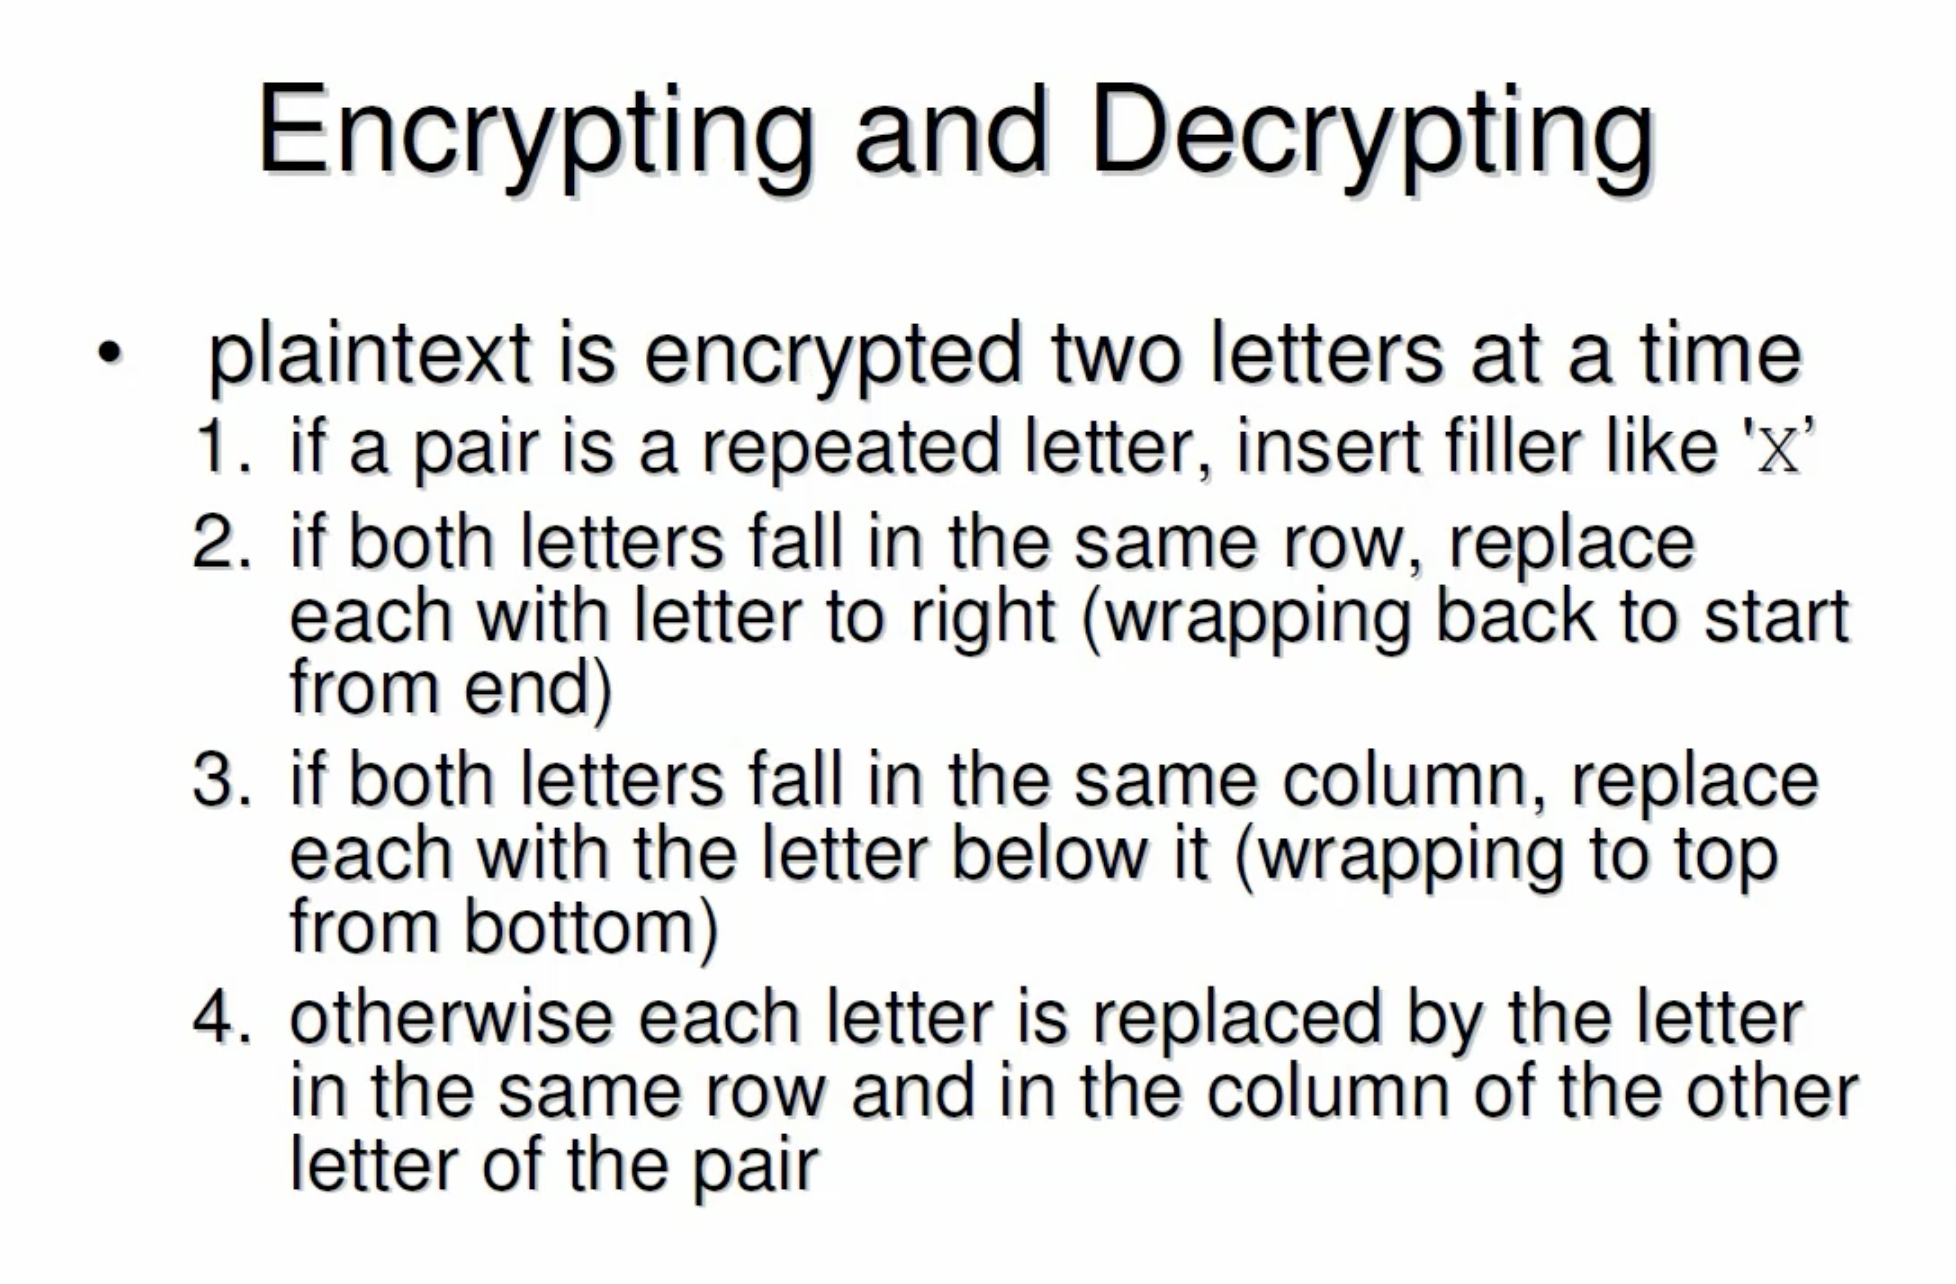 Encrypting and Decrypting
• plaintext is encrypted two letters at a time
1. if a pair is a repeated letter, insert filler like 'X’
2. if both letters fall in the same row, replace
each with letter to right (wrapping back to start
from end)
3. if both letters fall in the same column, replace
each with the letter below it (wrapping to top
from bottom)
4. otherwise each letter is replaced by the letter
in the same row and in the column of the other
letter of the pair